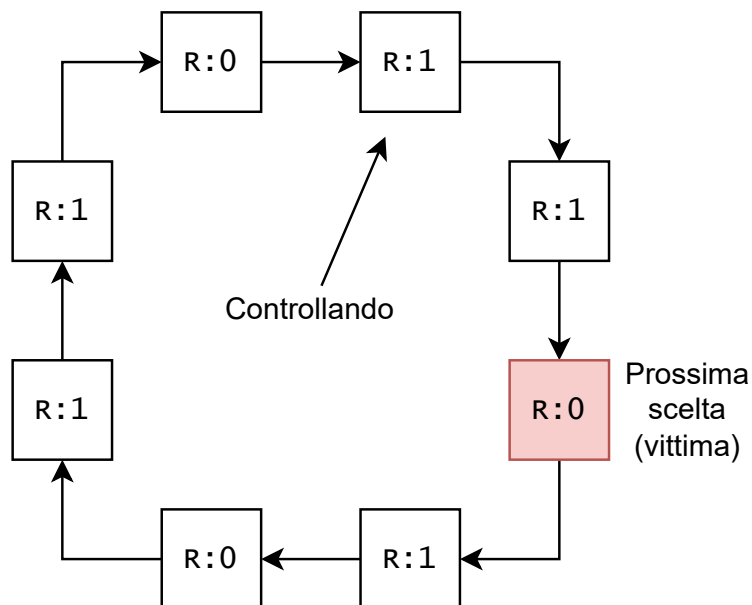 R:0
R:1
R:1
R:1
Controllando
R:1
R:0
Prossima
scelta
(vittima)
R:0
R:1